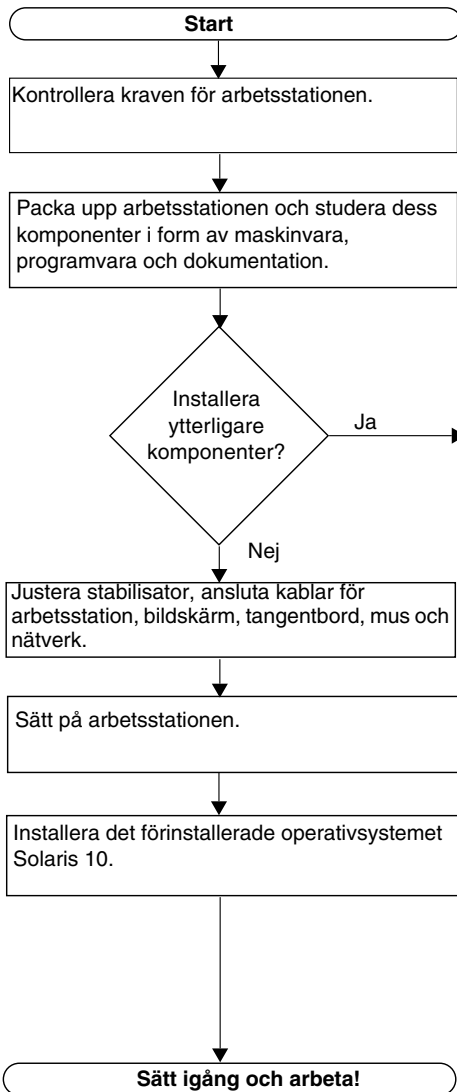 Start
Kontrollera kraven för arbetsstationen.
Packa upp arbetsstationen och studera dess
komponenter i form av maskinvara,
programvara och dokumentation.
Installera
ytterligare
komponenter?
Ja
Nej
Justera stabilisator, ansluta kablar för
arbetsstation, bildskärm, tangentbord, mus och
nätverk.
Sätt på arbetsstationen.
Installera det förinstallerade operativsystemet
Solaris 10.
Sätt igång och arbeta!